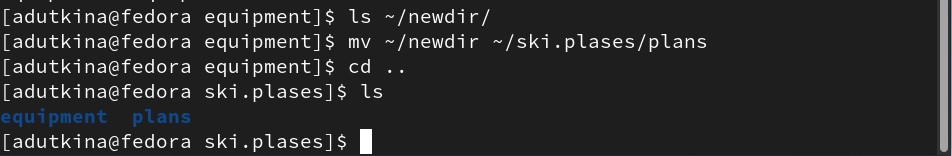 [adutkina@fedora equipment]$ ls ~/newdir/
[adutkina@fedora equipment]$ mv ~/newdir ~/ski.plases/plans
[adutkina@fedora equipment]$ cd ..
[adutkina@fedora ski.plases]$ ls
equipment  plans
[adutkina@fedora ski.plases]$